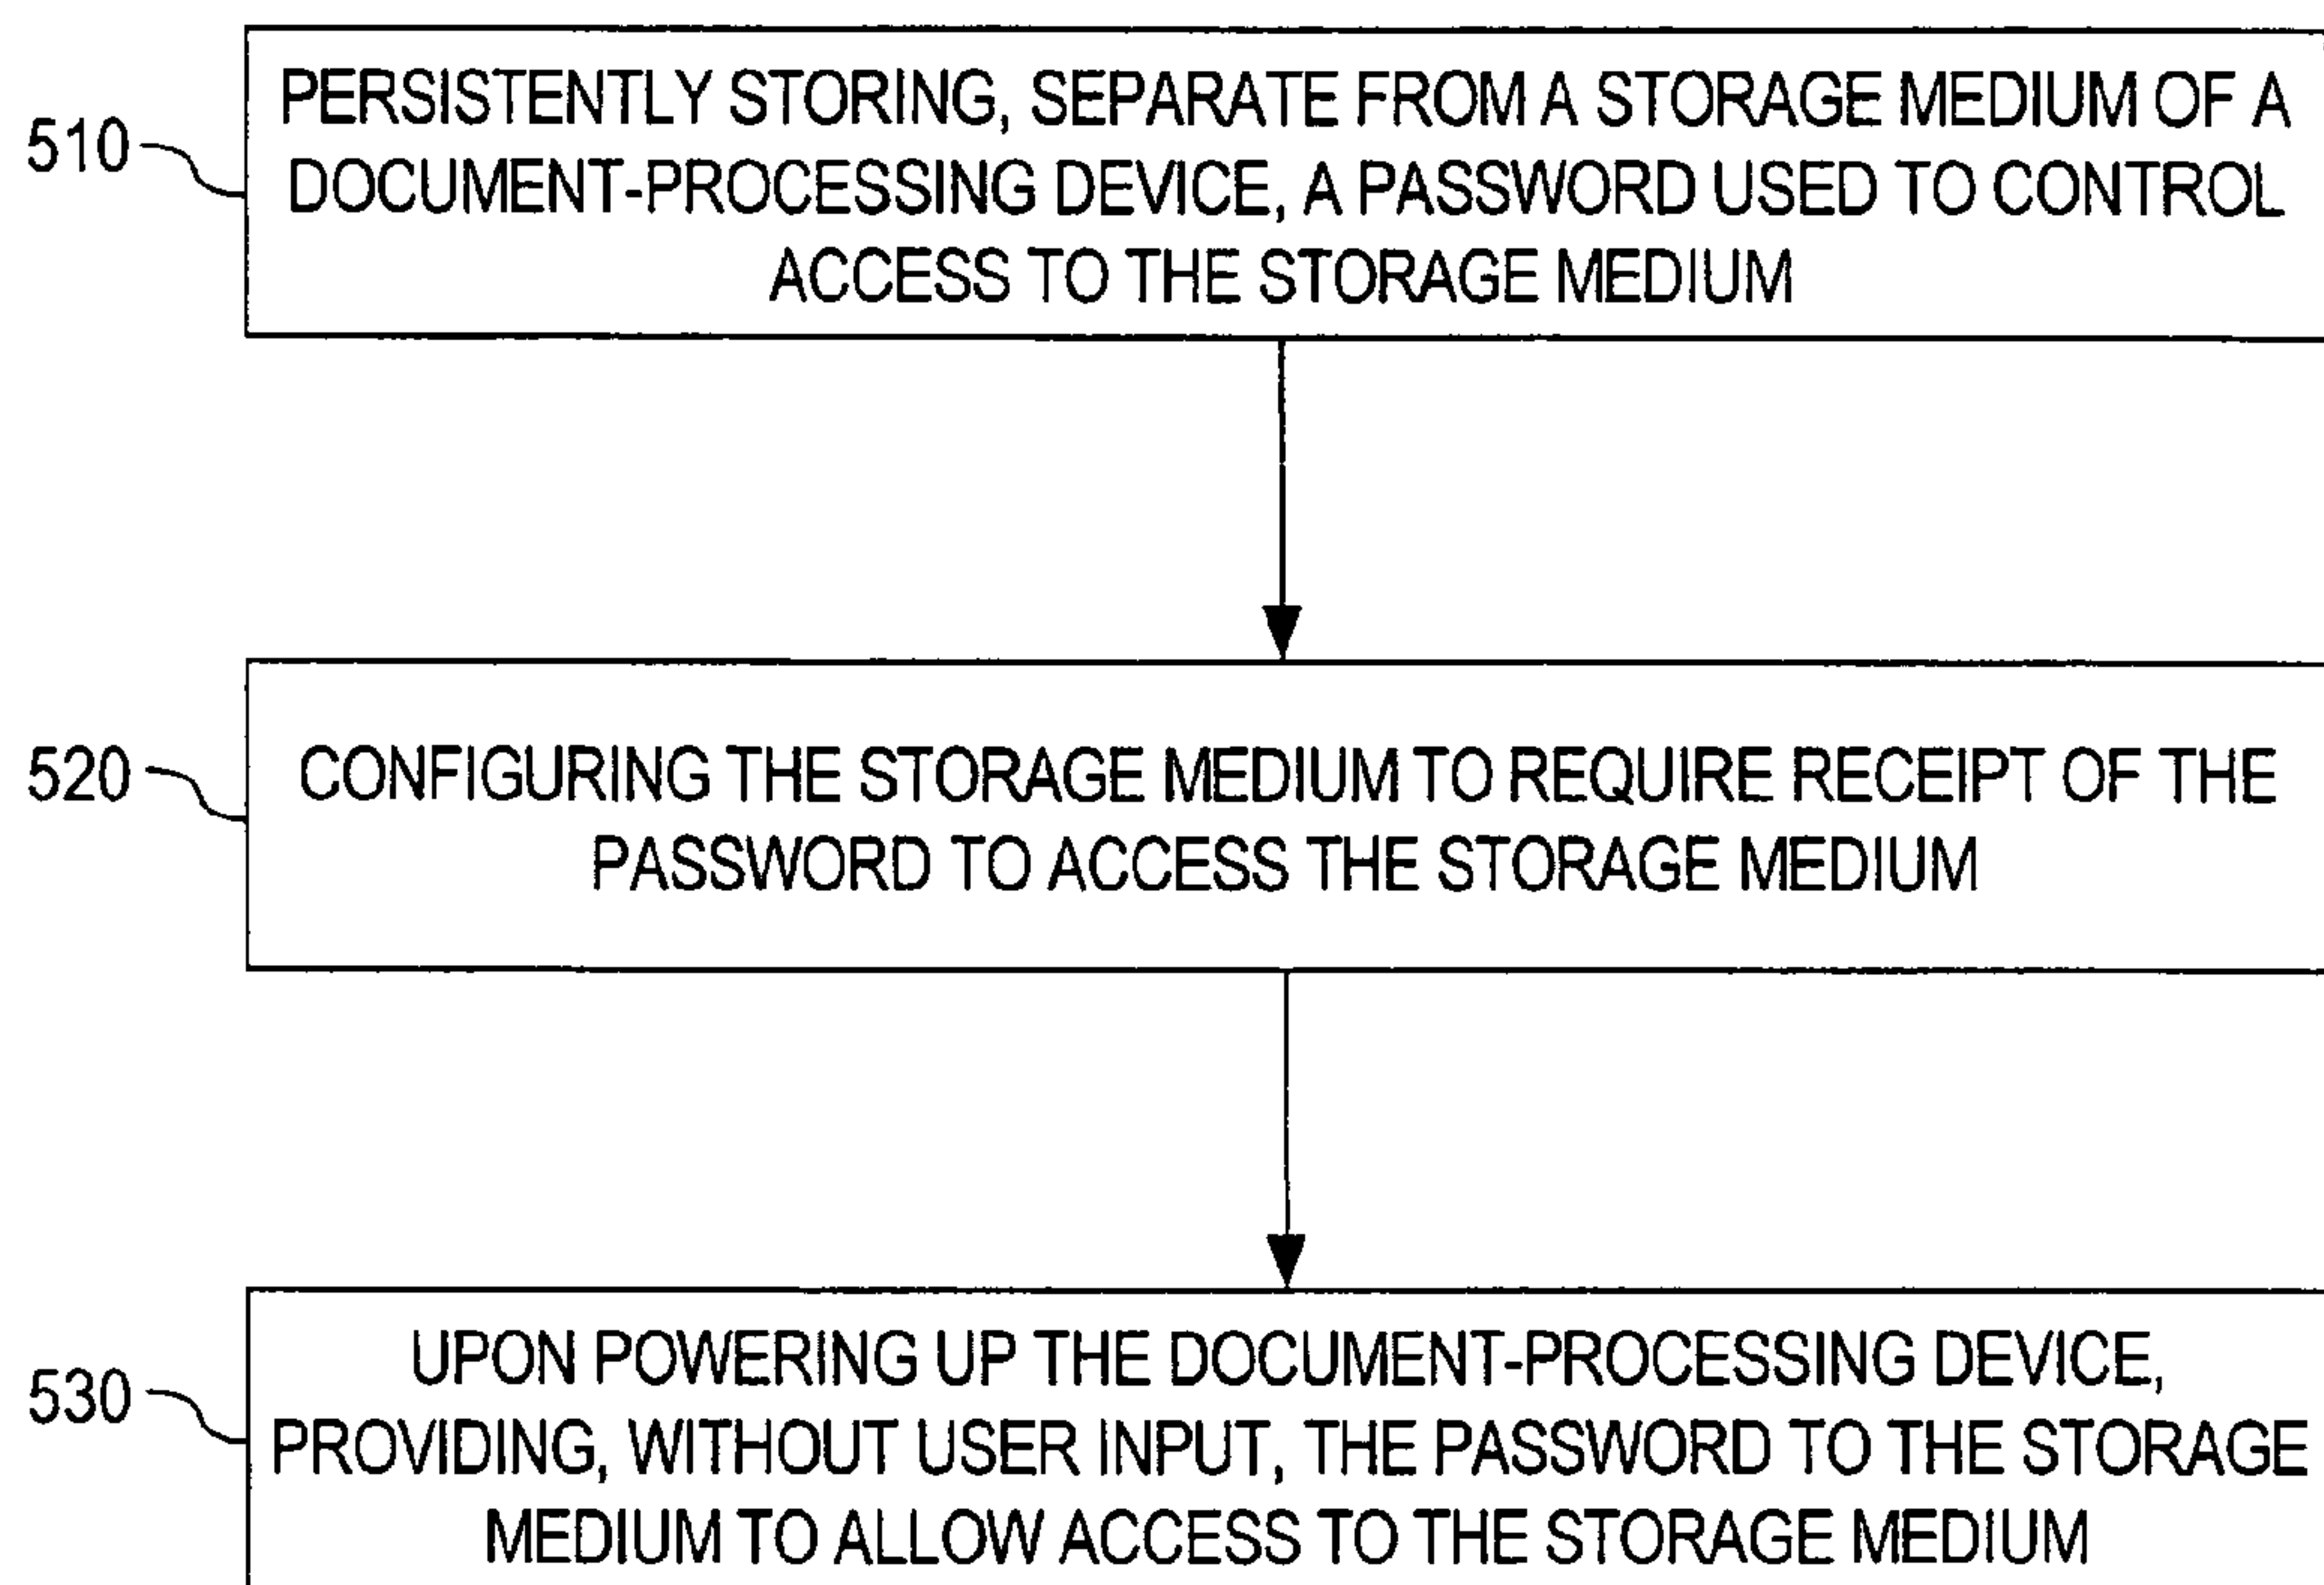 PERSISTENTLY STORING, SEPARATE FROM A STORAGE MEDIUM OF A
510
DOCUMENT-PROCESSING DEVICE, A PASSWORD USED TO CONTROL
ACCESS TO THE STORAGE MEDIUM
520
CONFIGURING THE STORAGE MEDIUM TO REQUIRE RECEIPT OF THE
PASSWORD TO ACCESS THE STORAGE MEDIUM
UPON POWERING UP THE DOCUMENT-PROCESSING DEVICE,
530
PROVIDING, WITHOUT USER INPUT, THE PASSWORD TO THE STORAGE
MEDIUM TO ALLOW ACCESS TO THE STORAGE MEDIUM